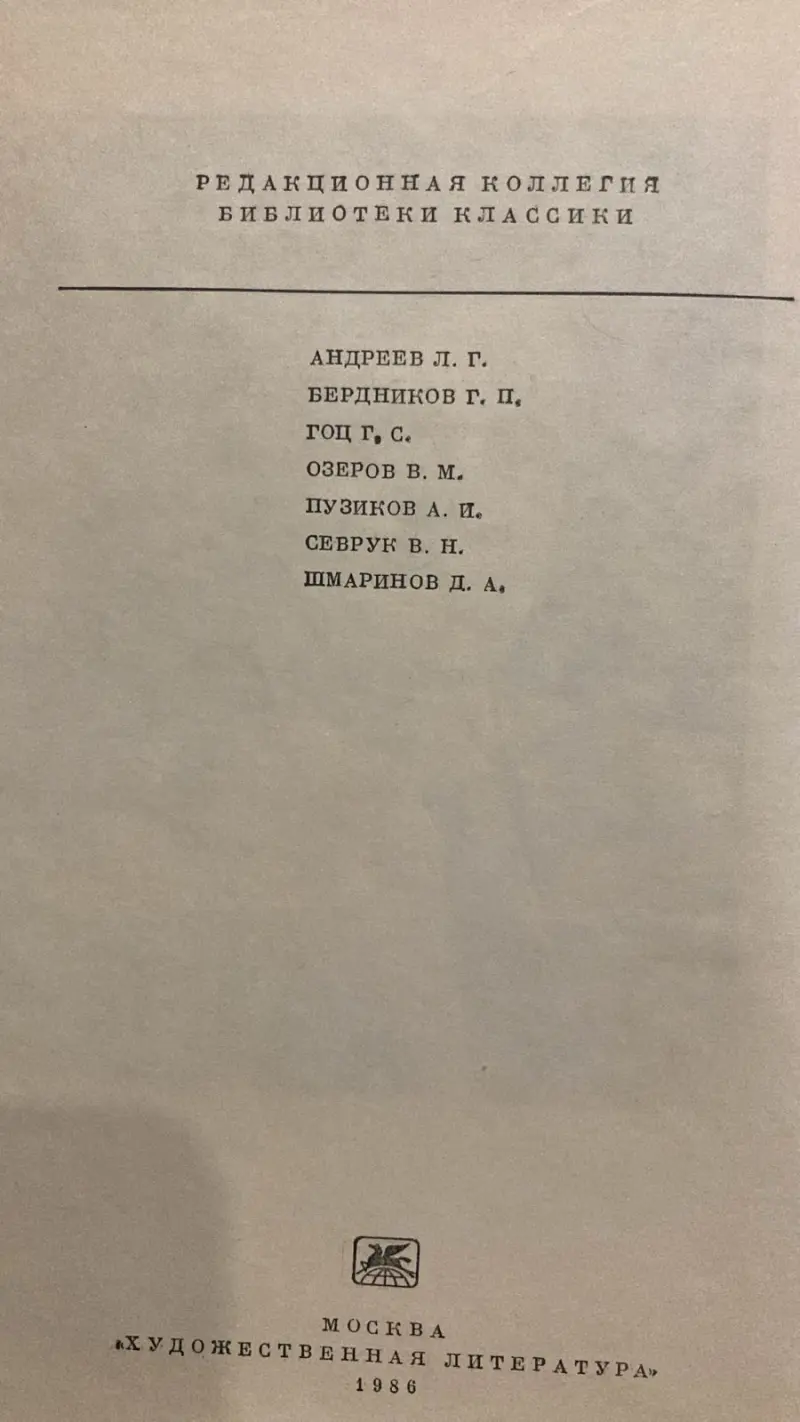 РЕДАКЦИОННАЯ КОЛЛЕГИЯ
БИБЛИОТЕКИ КЛАССИКИ
АНДРЕЕВ Л. Г.
БЕРДНИКОВ Г. П.
ГОЦ Г. С.
ОЗЕРОВ В. М.
ПУЗИКОВ А. И.
СЕВРУК В. Н.
ШМАРИНОВ Д. А.
МОСКВА
«ХУДОЖЕСТВЕННАЯ ЛИТЕРАТУРА»
1986